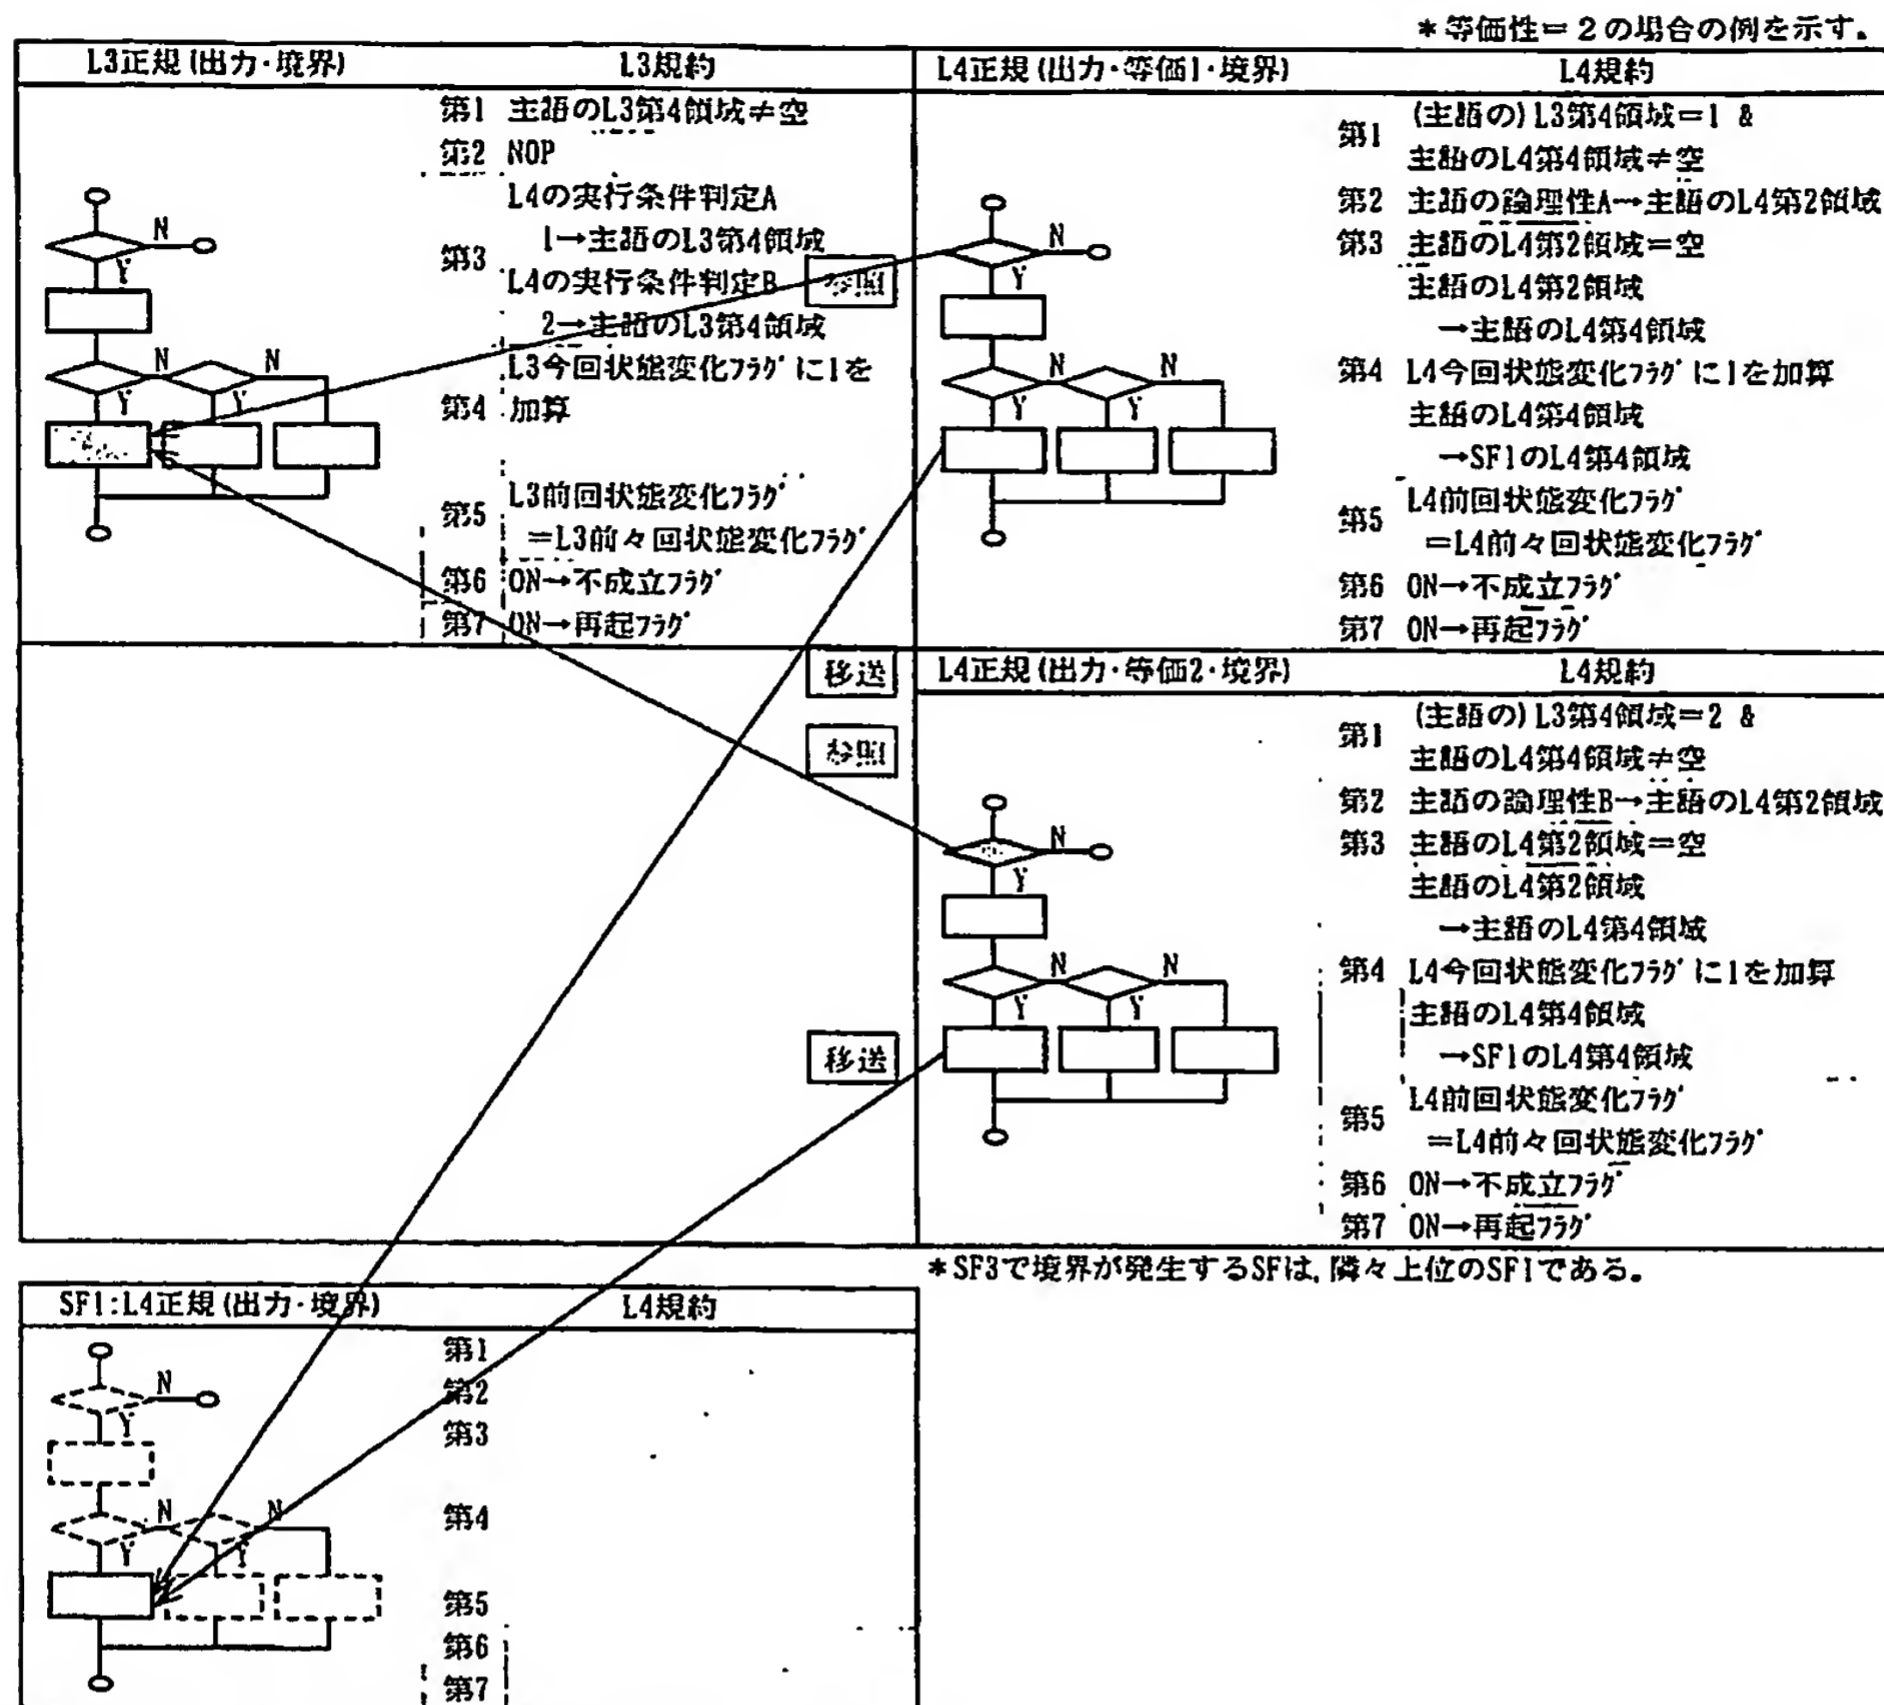 *等価性=2の場合の例を示す。
L3正規(出力・境界) L3規約
第1 主語のL3第4領域≠空
第2 NOP
L4の実行条件判定A
1→主語のL3第4領域
第3
L4の実行条件判定B
2→主語のL3第4領域
L3今回状態変化フラグに1を
第4 加算
L3前回状態変化フラグ
第5
=L3前々回状態変化フラグ
第6 ON→不成立フラグ
第7 ON→再起フラグ
N
Y
N N
Y Y
参照
L4正規(出力・等価1・境界) L4規約
(主語の)L3第4領域=1 &
第1
主語のL4第4領域≠空
第2 主語の論理性A→主語のL4第2領域
第3 主語のL4第2領域=空
主語のL4第2領域
→主語のL4第4領域
第4 L4今回状態変化フラグに1を加算
主語のL4第4領域
→SF1のL4第4領域
L4前回状態変化フラグ
第5
=L4前々回状態変化フラグ
第6 ON→不成立フラグ
第7 ON→再起フラグ
N
Y
N N
Y Y
移送
参照
移送
L4正規(出力・等価2・境界) L4規約
(主語の)L3第4領域=2 &
第1
主語のL4第4領域≠空
第2 主語の論理性B→主語のL4第2領域
第3 主語のL4第2領域=空
主語のL4第2領域
→主語のL4第4領域
第4 L4今回状態変化フラグに1を加算
主語のL4第4領域
→SF1のL4第4領域
L4前回状態変化フラグ
第5
=L4前々回状態変化フラグ
第6 ON→不成立フラグ
第7 ON→再起フラグ
N
Y
N N
Y Y
*SF3で境界が発生するSFは,隣々上位のSF1である。
SF1:L4正規(出力・境界) L4規約
第1
第2
第3
第4
第5
第6
第7
N
Y
N N
Y Y